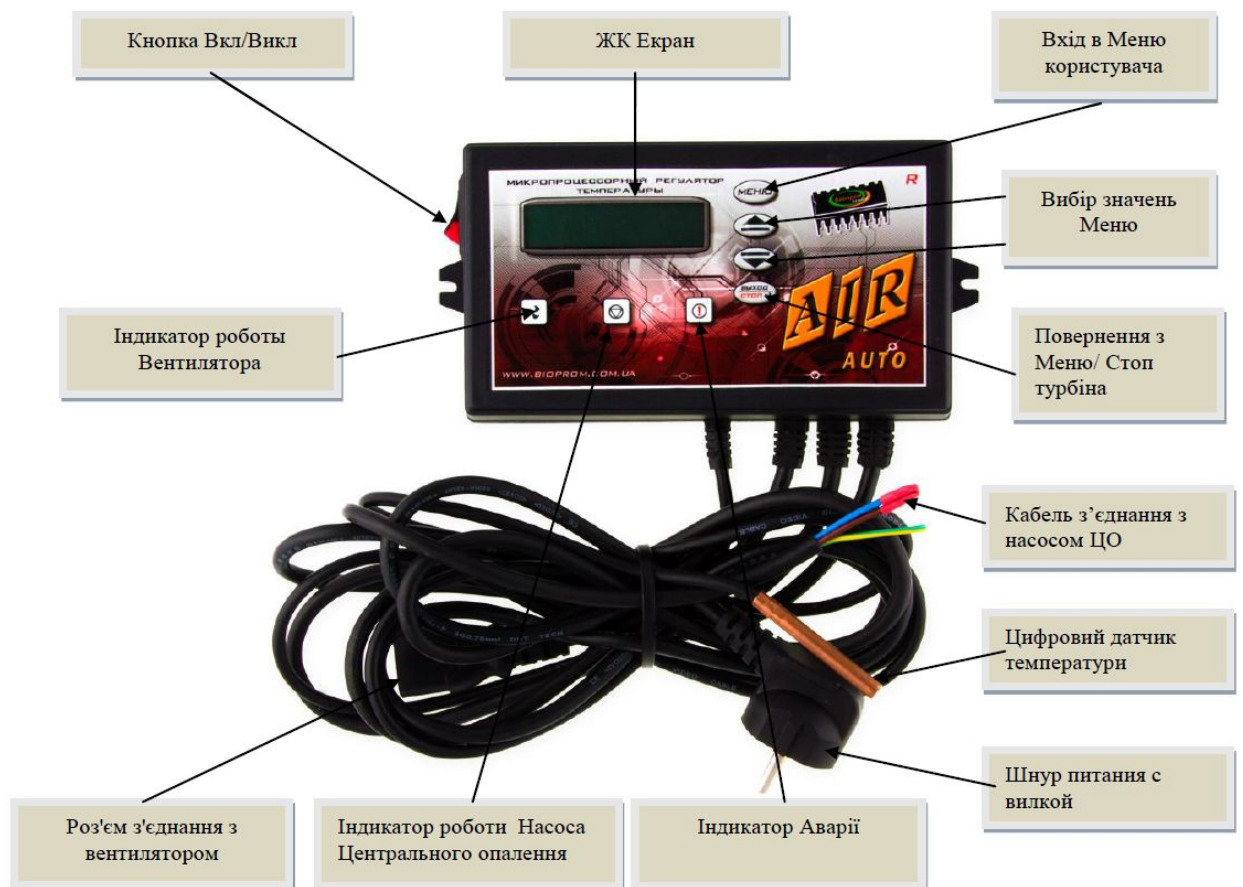 Кнопка Вкл/Викл
ЖК Екран
Вхід в Меню
користувача
МИКРОПРОЦЕССОРНЫЙ РЕГУЛЯТОР
ТЕМПЕРАТУРЫ
МЕНЮ
R
Вибір значень
Меню
ВЫХОД
СТОП
AIR
AUTO
WWW.BIOPROM.COM.UA
Індикатор роботы
Вентилятора
Повернення з
Меню/ Стоп
турбіна
Кабель з’єднання з
насосом ЦО
Цифровий датчик
температури
Шнур питания с
вилкой
Роз'єм з'єднання з
вентилятором
Індикатор роботи Насоса
Центрального опалення
Індикатор Аварії